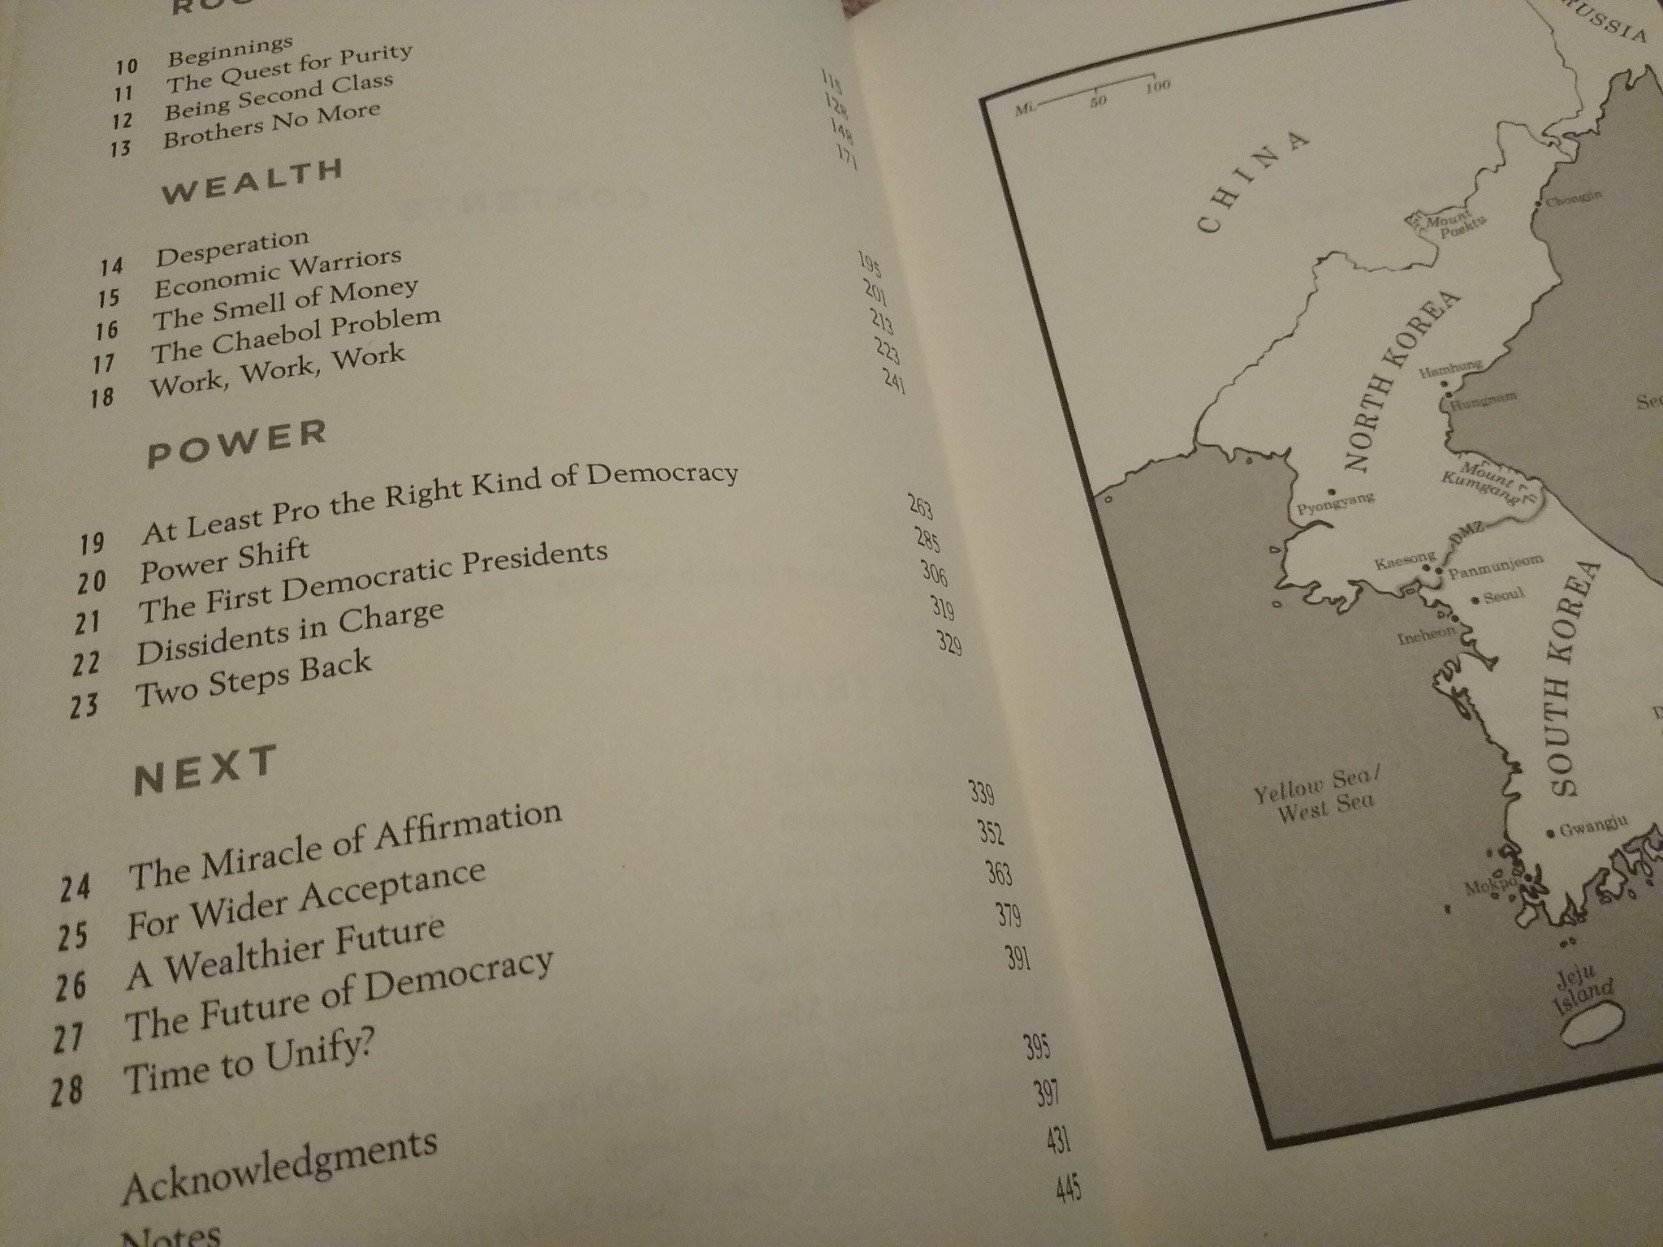 10 Beginnings 115
11 The Quest for Purity 128
12 Being Second Class 148
13 Brothers No More 171
WEALTH
14 Desperation 195
15 Economic Warriors 201
16 The Smell of Money 213
17 The Chaebol Problem 223
18 Work, Work, Work 241
POWER
19 At Least Pro the Right Kind of Democracy 263
20 Power Shift 285
21 The First Democratic Presidents 306
22 Dissidents in Charge 319
23 Two Steps Back 329
NEXT
24 The Miracle of Affirmation 339
25 For Wider Acceptance 352
26 A Wealthier Future 363
27 The Future of Democracy 379
28 Time to Unify? 391
Acknowledgments 395
Notes 397
431
445
RUSSIA
Mi. 50 100
CHINA
Chongjin
Mount
Paektu
NORTH KOREA
Hamhung
Hungnam
Mount
Kumgang
Pyongyang
DMZ
Kaesong
Panmunjeom
Seoul
Incheon
SOUTH KOREA
Yellow Sea/
West Sea
Gwangju
Mokpo
Jeju
Island